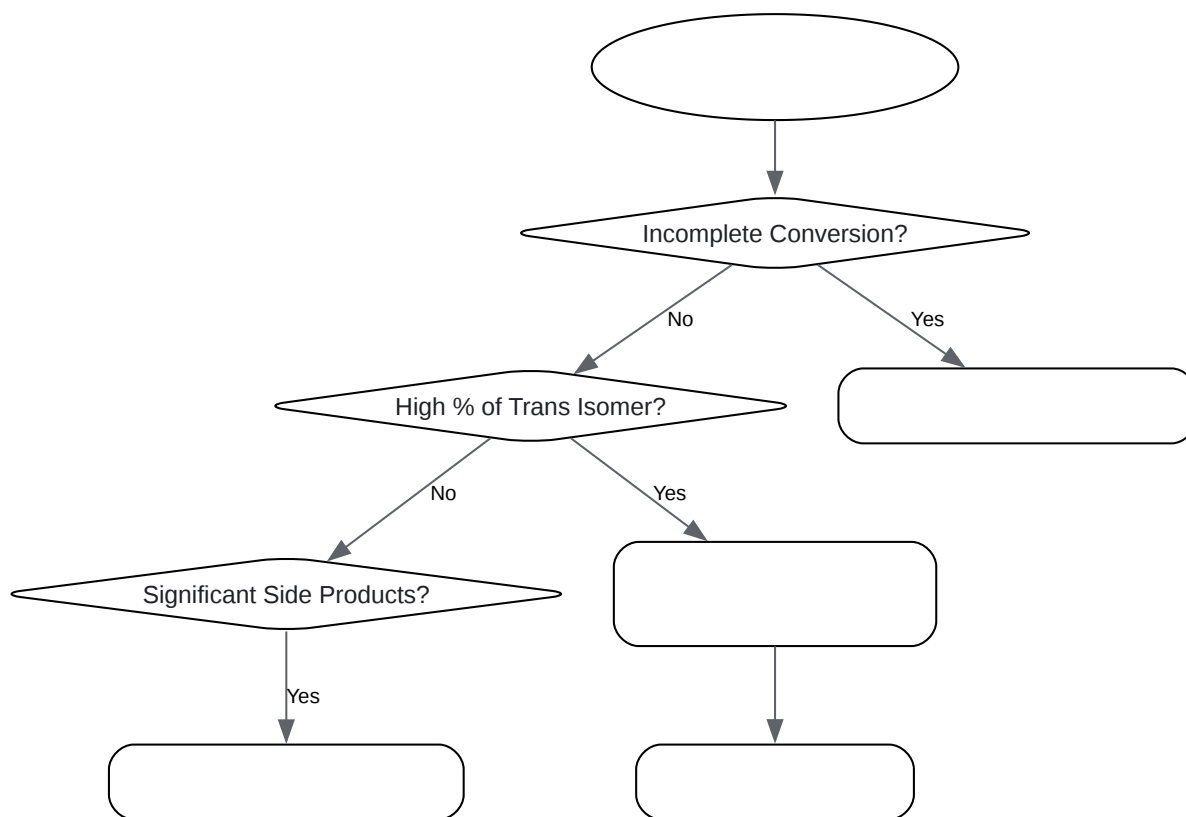 Incomplete Conversion?
No
Yes
High % of Trans Isomer?
No
Yes
Significant Side Products?
Yes